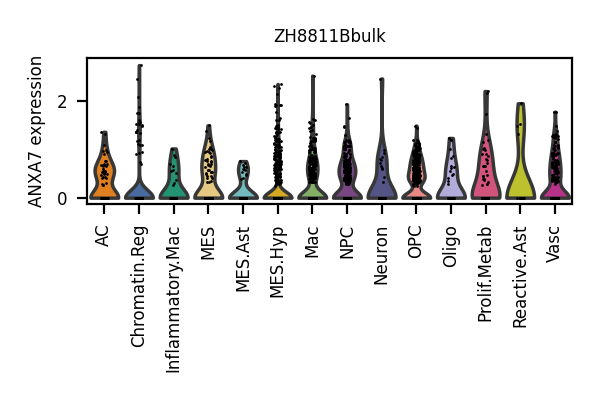 ZH8811Bbulk
ANXA7 expression
2
0
AC
Chromatin.Reg
Inflammatory.Mac
MES
MES.Ast
MES.Hyp
Mac
NPC
Neuron
OPC
Oligo
Prolif.Metab
Reactive.Ast
Vasc